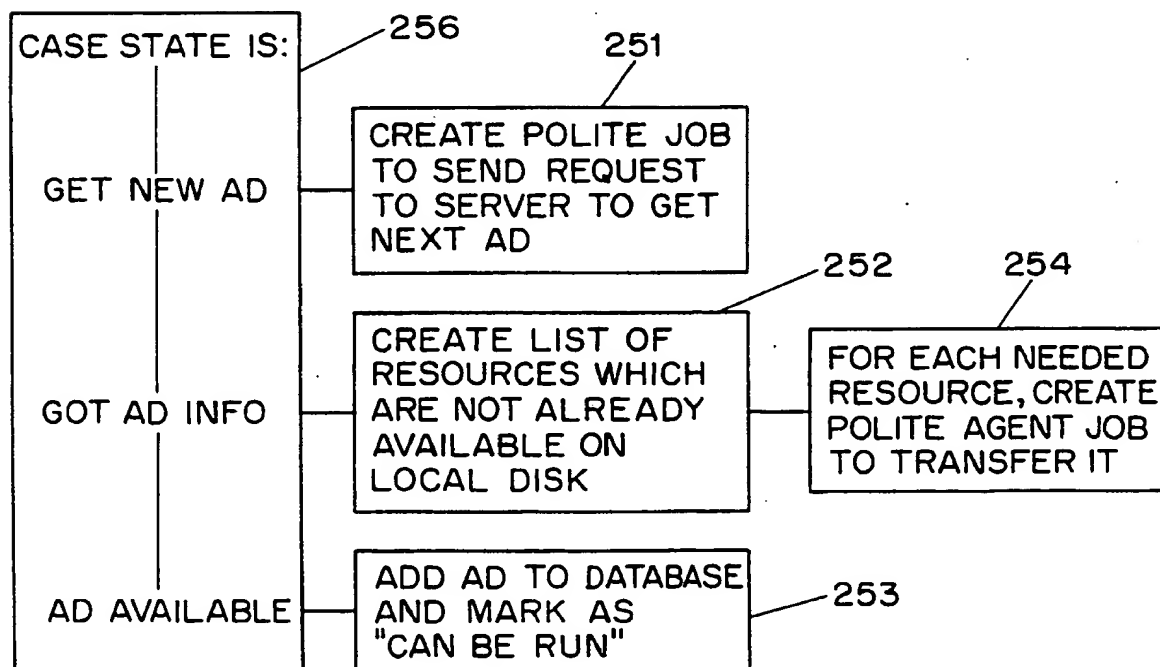 CASE STATE IS:
256
251
CREATE POLITE JOB
TO SEND REQUEST
TO SERVER TO GET
NEXT AD
GET NEW AD
252
254
CREATE LIST OF
RESOURCES WHICH
ARE NOT ALREADY
AVAILABLE ON
LOCAL DISK
FOR EACH NEEDED
RESOURCE, CREATE
POLITE AGENT JOB
TO TRANSFER IT
GOT AD INFO
ADD AD TO DATABASE
AND MARK AS
"CAN BE RUN"
253
AD AVAILABLE